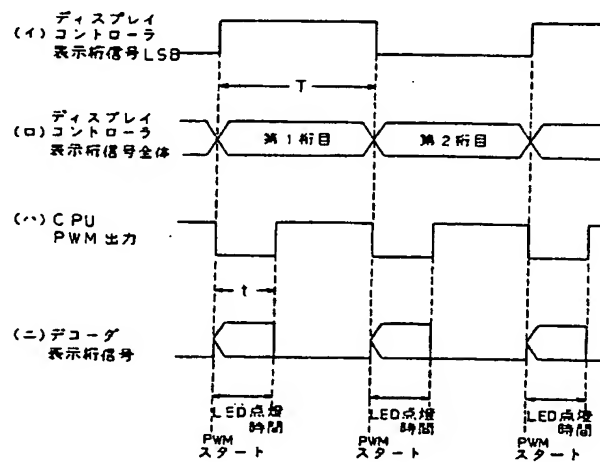 ディスプレイ
(イ) コントローラ
表示桁信号LSB
T
ディスプレイ
(ロ) コントローラ
表示桁信号全体
第1桁目
第2桁目
(ハ) CPU
PWM出力
t
(ニ) デコーダ
表示桁信号
LED点燈
時間
LED点燈
時間
LED点燈
時間
PWM
スタート
PWM
スタート
PWM
スタート